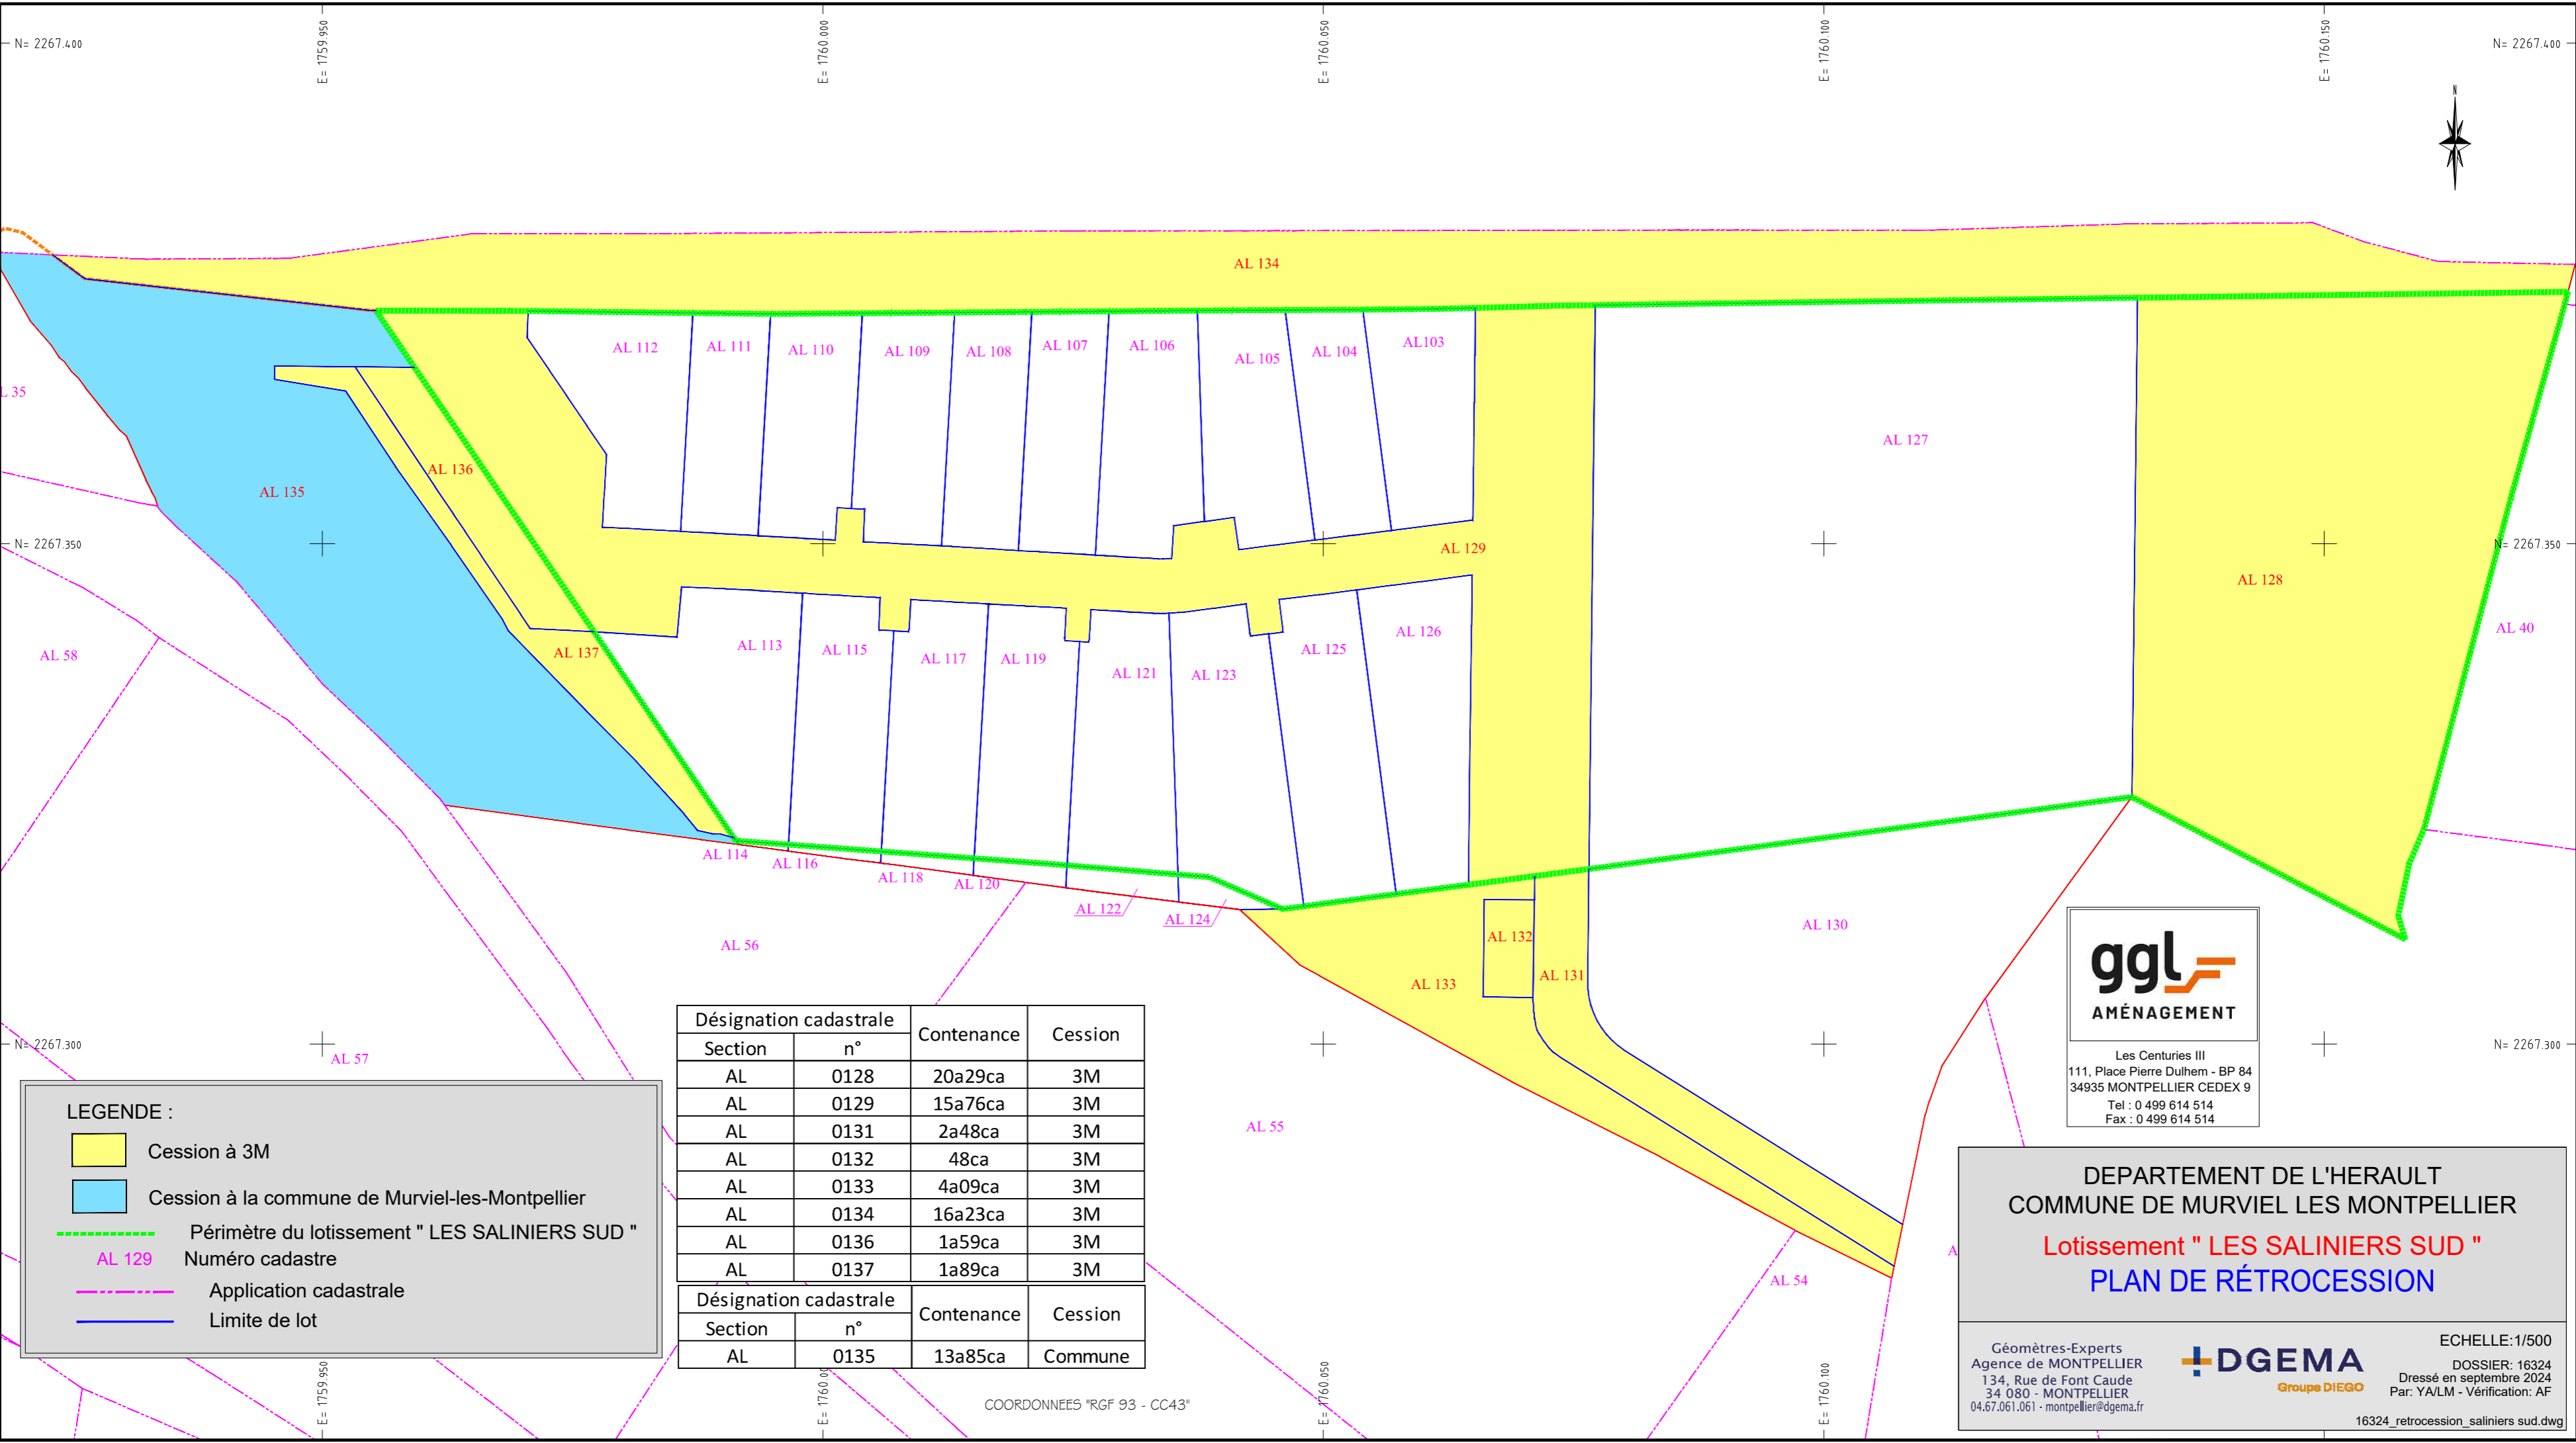 E= 1759.950
E= 1760.000
E= 1760.050
E= 1760.100
E= 1760.150
N= 2267.400
N= 2267.400
N
AL 134
AL 112
AL 111
AL 110
AL 109
AL 108
AL 107
AL 106
AL 105
AL 104
AL103
L 35
AL 136
AL 135
AL 127
N= 2267.350
AL 129
N= 2267.350
AL 128
AL 40
AL 58
AL 137
AL 113
AL 115
AL 117
AL 119
AL 121
AL 123
AL 125
AL 126
AL 114
AL 116
AL 118
AL 120
AL 122
AL 124
AL 56
AL 132
AL 130
AL 133
AL 131
N= 2267.300
AL 57
N= 2267.300
AL 55
AL 54
A
LEGENDE :
Cession à 3M
Cession à la commune de Murviel-les-Montpellier
Périmètre du lotissement " LES SALINIERS SUD "
AL 129 Numéro cadastre
Application cadastrale
Limite de lot
Désignation cadastrale Contenance Cession
Section n°
AL 0128 20a29ca 3M
AL 0129 15a76ca 3M
AL 0131 2a48ca 3M
AL 0132 48ca 3M
AL 0133 4a09ca 3M
AL 0134 16a23ca 3M
AL 0136 1a59ca 3M
AL 0137 1a89ca 3M
Désignation cadastrale Contenance Cession
Section n°
AL 0135 13a85ca Commune
E= 1759.950
E= 1760.00
E= 1760.050
E= 1760.100
COORDONNEES "RGF 93 - CC43"
ggl
AMÉNAGEMENT
Les Centuries III
111, Place Pierre Dulhem - BP 84
34935 MONTPELLIER CEDEX 9
Tel : 0 499 614 514
Fax : 0 499 614 514
DEPARTEMENT DE L'HERAULT
COMMUNE DE MURVIEL LES MONTPELLIER
Lotissement " LES SALINIERS SUD "
PLAN DE RÉTROCESSION
Géomètres-Experts
Agence de MONTPELLIER
134, Rue de Font Caude
34 080 - MONTPELLIER
04.67.061.061 - montpellier@dgema.fr
DGEMA
Groupe DIEGO
ECHELLE:1/500
DOSSIER: 16324
Dressé en septembre 2024
Par: YA/LM - Vérification: AF
16324_retrocession_saliniers sud.dwg